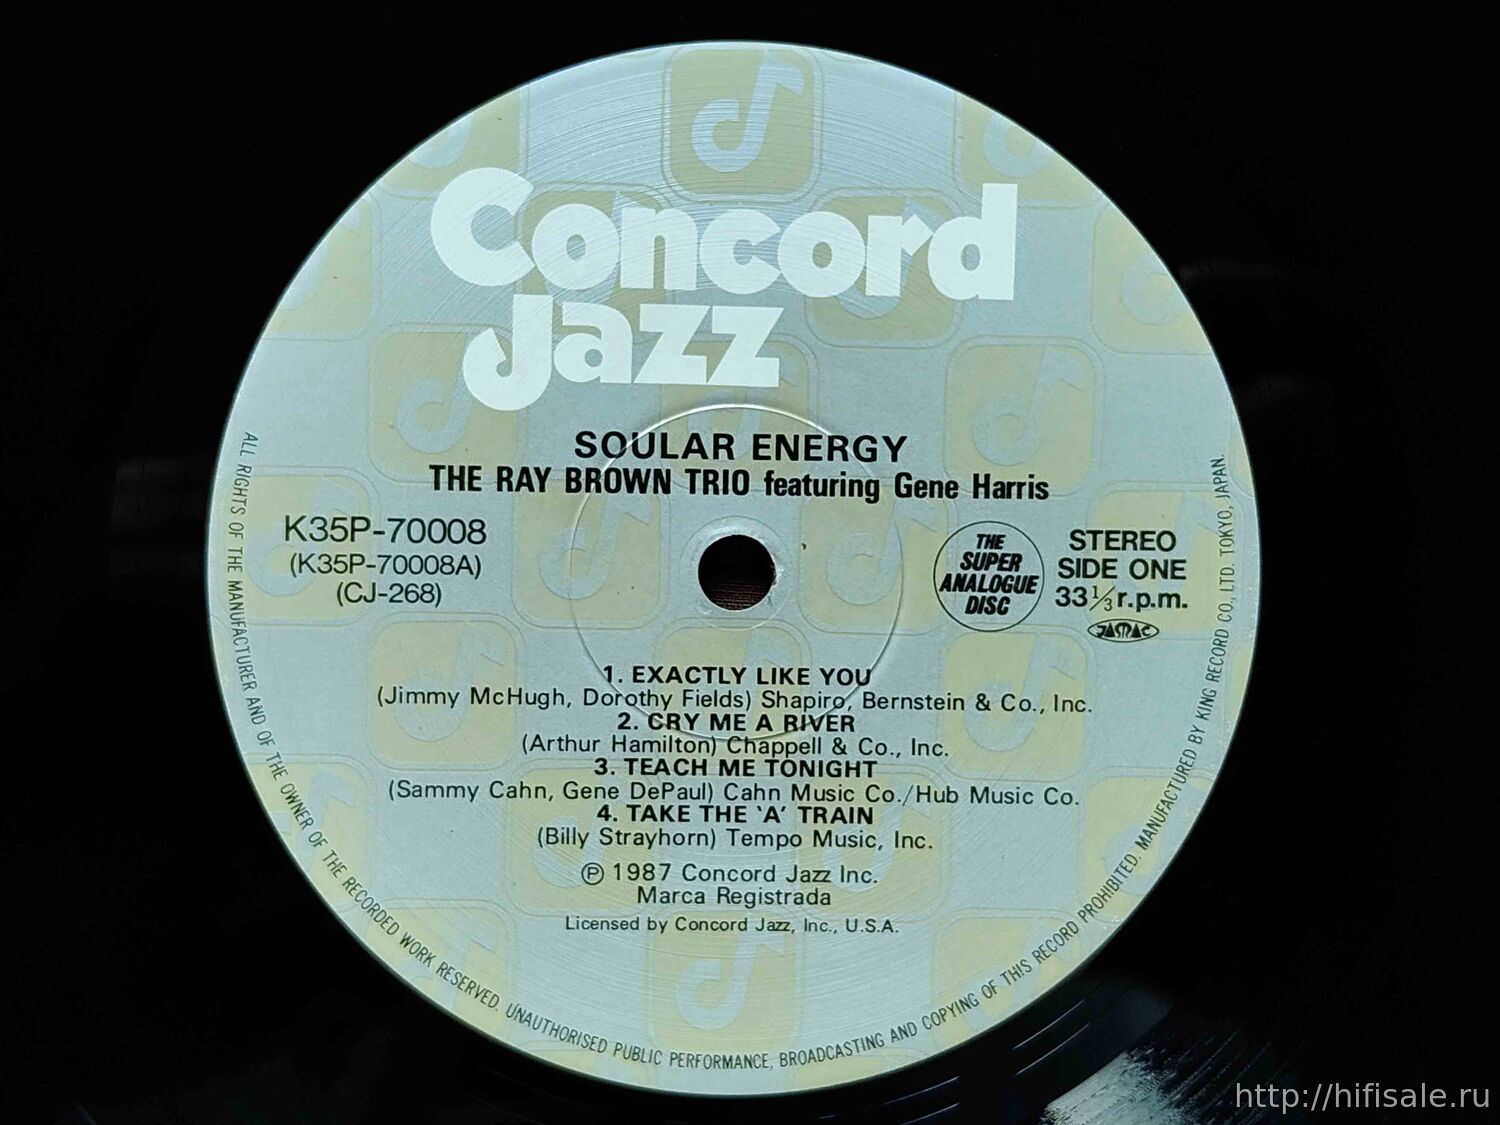 Concord
Jazz
SOULAR ENERGY
THE RAY BROWN TRIO featuring Gene Harris
K35P-70008
(K35P-70008A)
(CJ-268)
THE
SUPER
ANALOGUE
DISC
STEREO
SIDE ONE
33⅓r.p.m.
JASRAC
1. EXACTLY LIKE YOU
(Jimmy McHugh, Dorothy Fields) Shapiro, Bernstein & Co., Inc.
2. CRY ME A RIVER
(Arthur Hamilton) Chappell & Co., Inc.
3. TEACH ME TONIGHT
(Sammy Cahn, Gene DePaul) Cahn Music Co./Hub Music Co.
4. TAKE THE ‘A’ TRAIN
(Billy Strayhorn) Tempo Music, Inc.
℗ 1987 Concord Jazz Inc.
Marca Registrada
Licensed by Concord Jazz, Inc., U.S.A.
ALL RIGHTS OF THE MANUFACTURER AND OF THE OWNER OF THE RECORDED WORK RESERVED. UNAUTHORISED PUBLIC PERFORMANCE, BROADCASTING AND COPYING OF THIS RECORD PROHIBITED. MANUFACTURED BY KING RECORD CO., LTD. TOKYO, JAPAN.
http://hifisale.ru